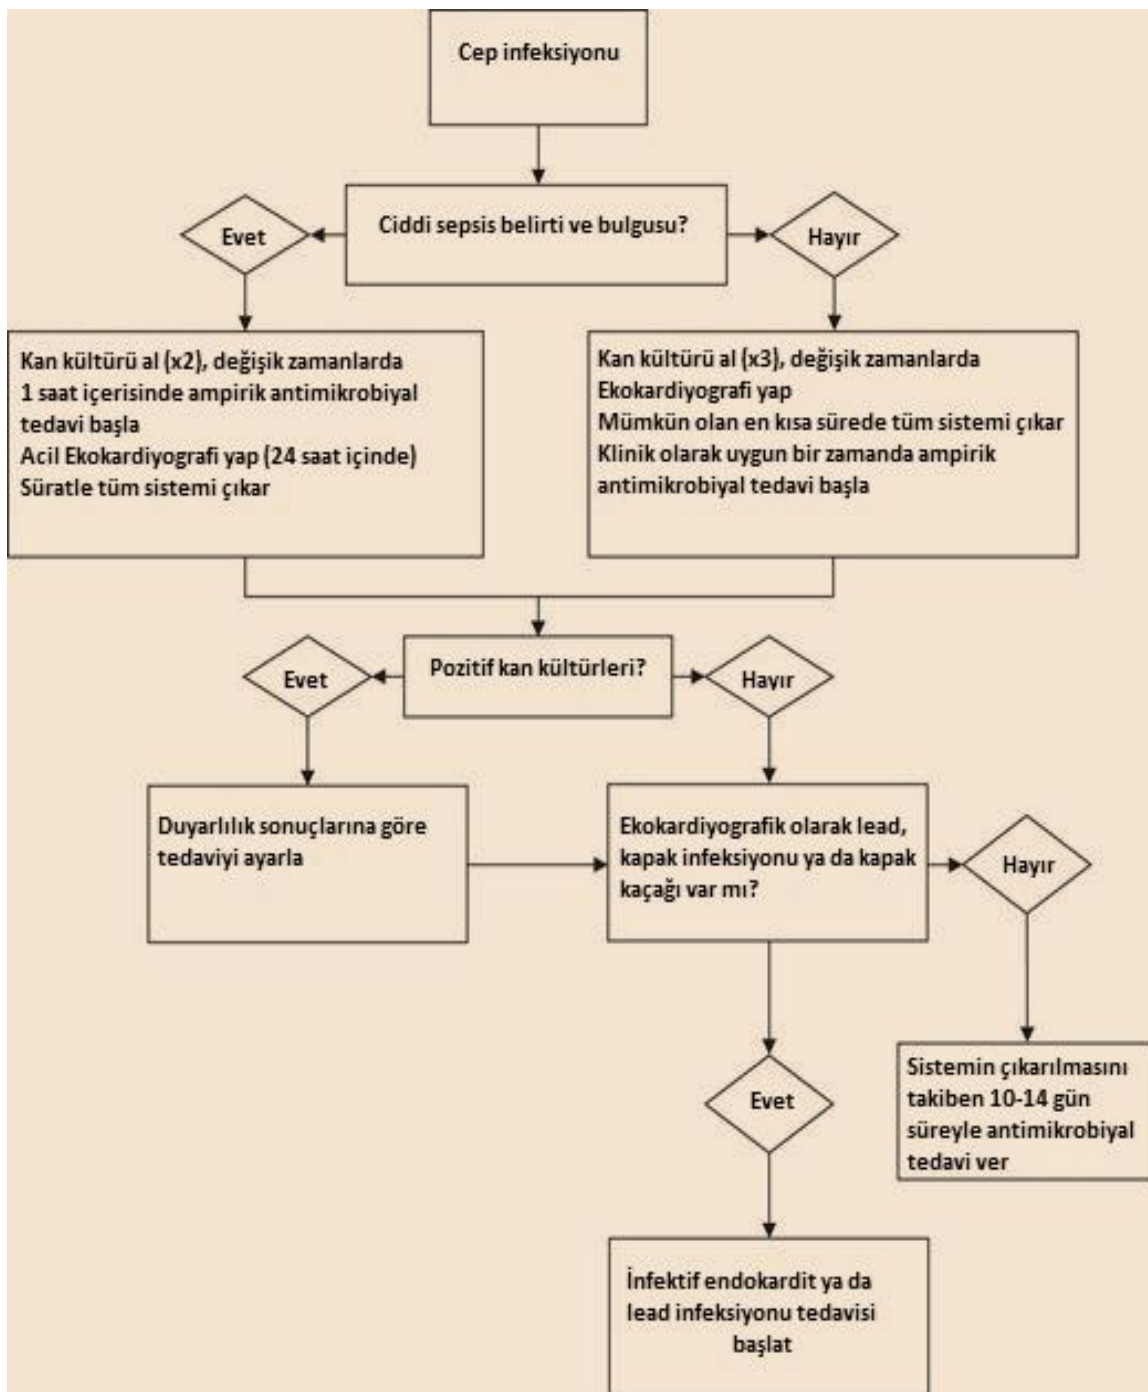 Cep infeksiyonu
Ciddi sepsis belirti ve bulgusu?
Evet
Hayır
Kan kültürü al (x2), değişik zamanlarda
1 saat içerisinde ampirik antimikrobiyal
tedavi başla
Acil Ekokardiyografi yap (24 saat içinde)
Süratle tüm sistemi çıkar
Kan kültürü al (x3), değişik zamanlarda
Ekokardiyografi yap
Mümkün olan en kısa sürede tüm sistemi çıkar
Klinik olarak uygun bir zamanda ampirik
antimikrobiyal tedavi başla
Pozitif kan kültürleri?
Evet
Hayır
Duyarlılık sonuçlarına göre
tedaviyi ayarla
Ekokardiyografik olarak lead,
kapak infeksiyonu ya da kapak
kaçağı var mı?
Hayır
Evet
Sistemin çıkarılmasını
takiben 10-14 gün
süreyle antimikrobiyal
tedavi ver
İnfektif endokardit ya da
lead infeksiyonu tedavisi
başlat